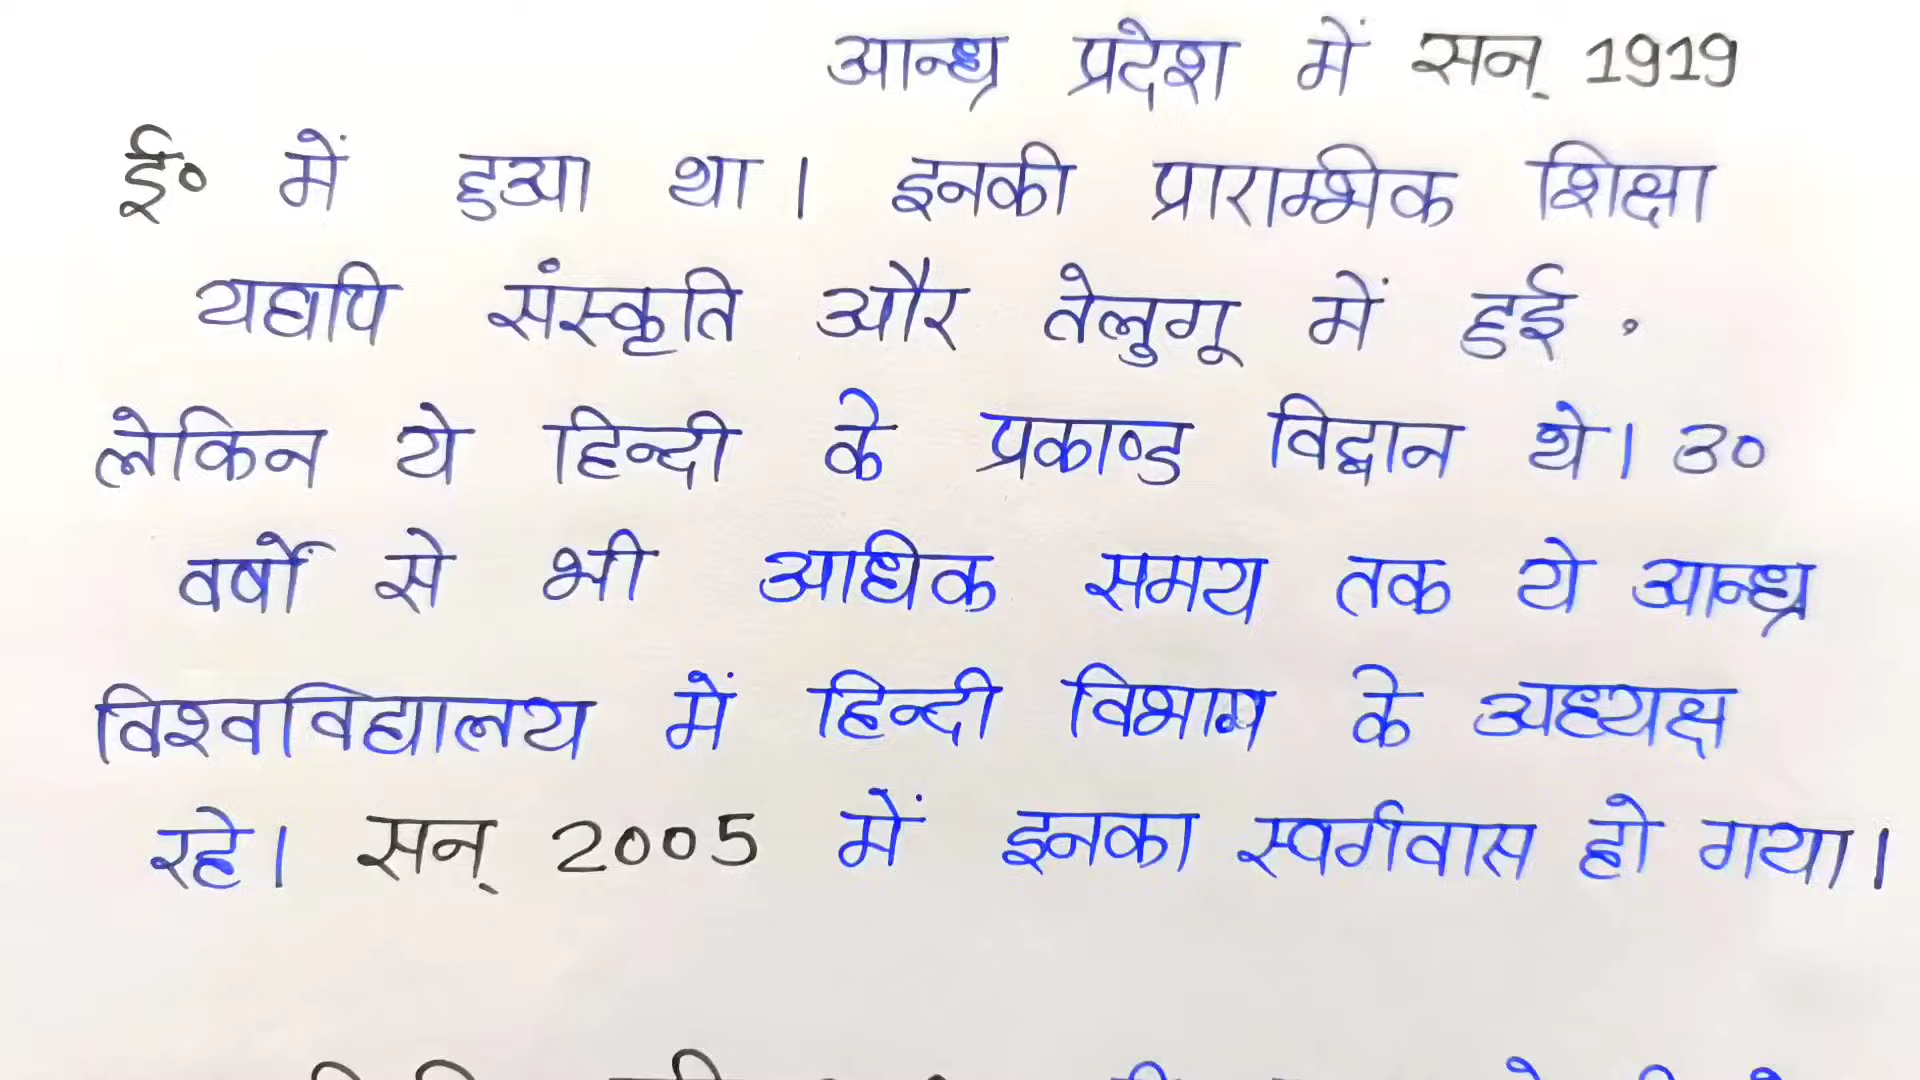 आन्ध्र प्रदेश में सन् 1919
ई० में हुआ था। इनकी प्रारम्भिक शिक्षा
यद्यपि संस्कृति और तेलुगू में हुई .
लेकिन ये हिन्दी के प्रकाण्ड विद्वान थे। 30
वर्षों से भी अधिक समय तक ये आन्ध्र
विश्वविद्यालय में हिन्दी विभाग के अध्यक्ष
रहे। सन् 2005 में इनका स्वर्गवास हो गया।